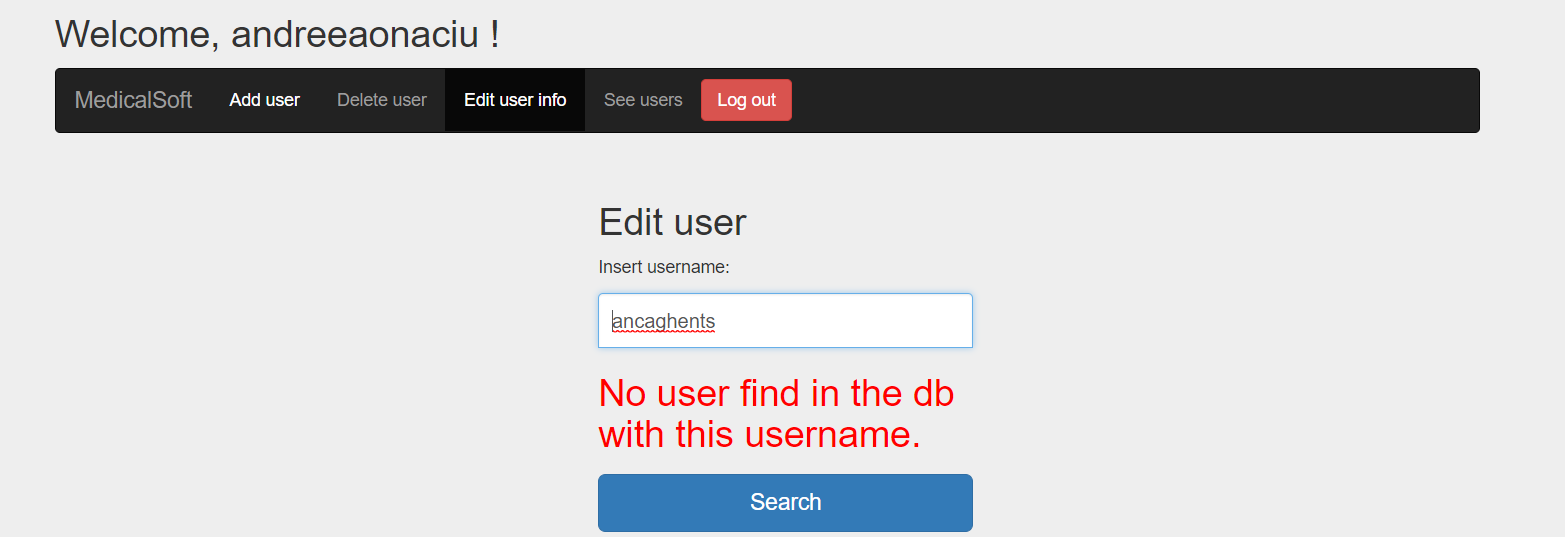 Welcome, andreeaonaciu !
MedicalSoft Add user Delete user Edit user info See users Log out
Edit user
Insert username:
ancaghents
No user find in the db
with this username.
Search